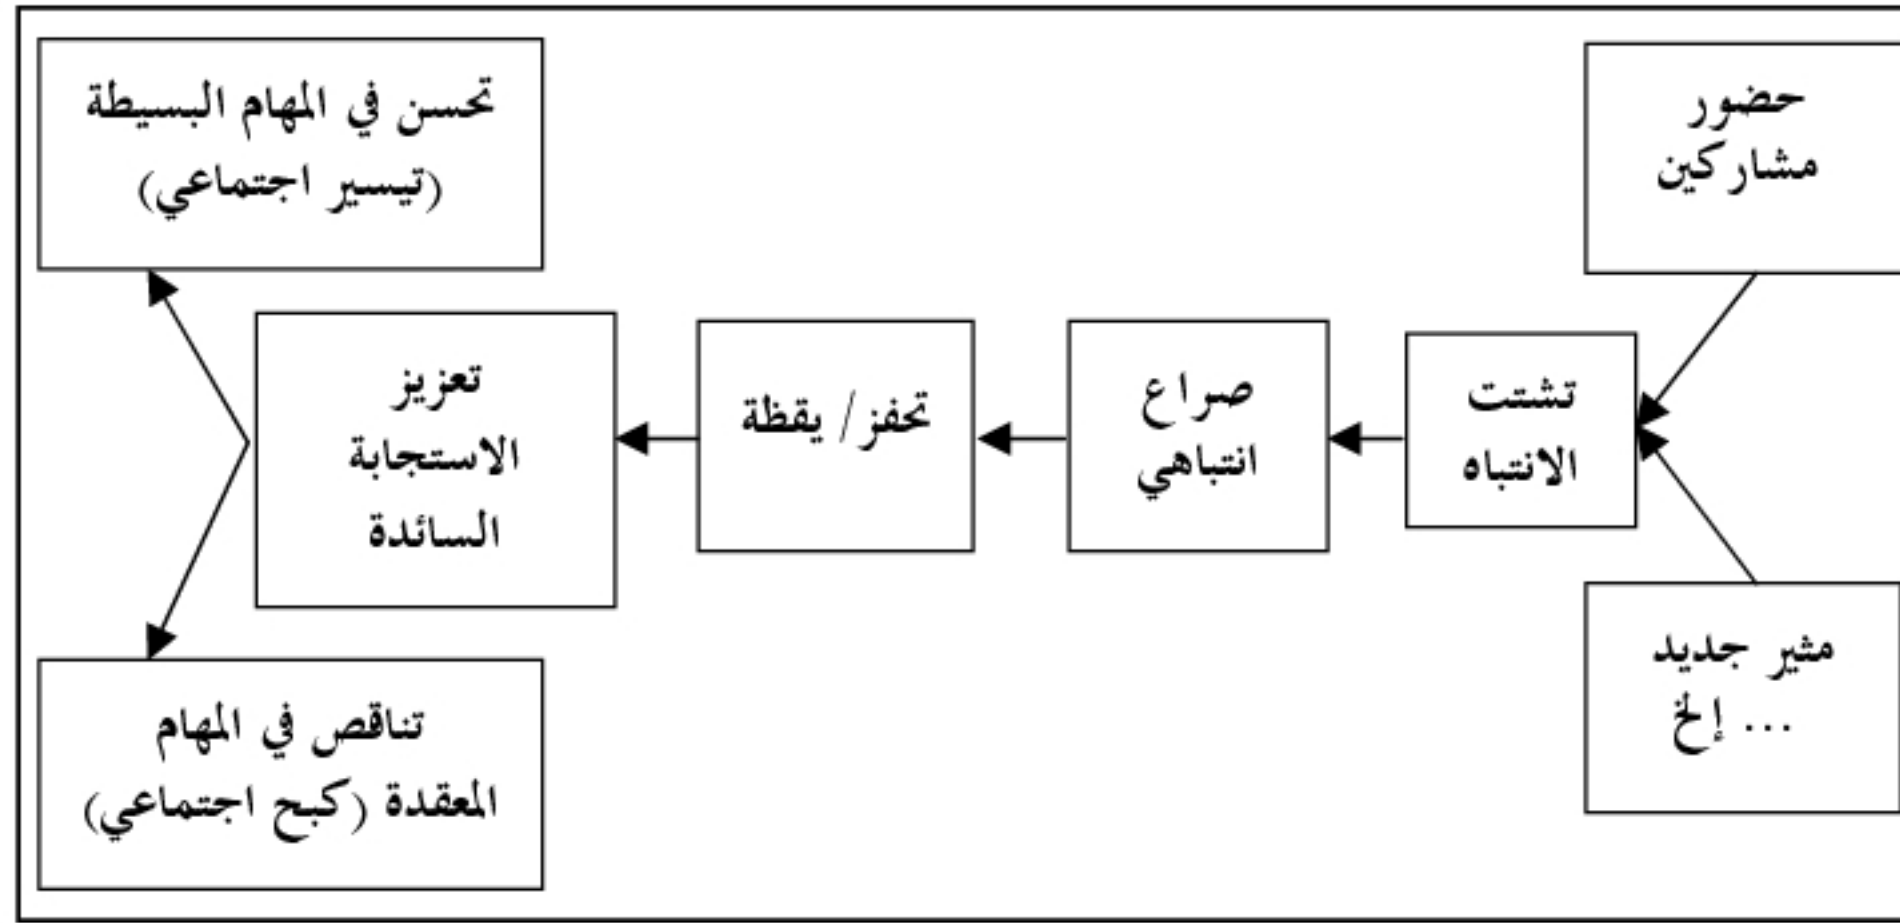 حضور
مشاركين
مثير جديد
... إلخ
تشتت
الانتباه
صراع
انتباهي
تحفز/ يقظة
تعزيز
الاستجابة
السائدة
تحسن في المهام البسيطة
(تيسير اجتماعي)
تناقص في المهام
المعقدة (كبح اجتماعي)